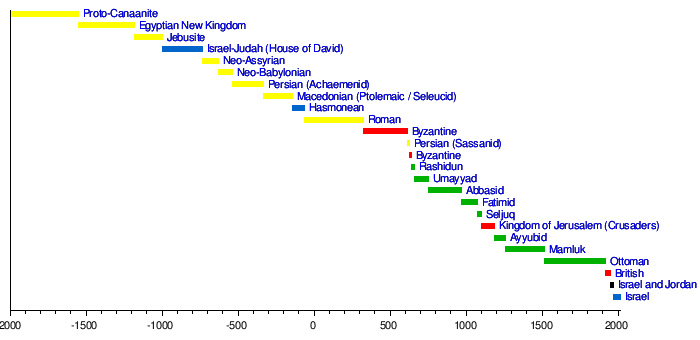 Proto-Canaanite
Egyptian New Kingdom
Jebusite
Israel-Judah (House of David)
Neo-Assyrian
Neo-Babylonian
Persian (Achaemenid)
Macedonian (Ptolemaic / Seleucid)
Hasmonean
Roman
Byzantine
Persian (Sassanid)
Byzantine
Rashidun
Umayyad
Abbasid
Fatimid
Seljuq
Kingdom of Jerusalem (Crusaders)
Ayyubid
Mamluk
Ottoman
British
Israel and Jordan
Israel
2000 -1500 -1000 -500 0 500 1000 1500 2000